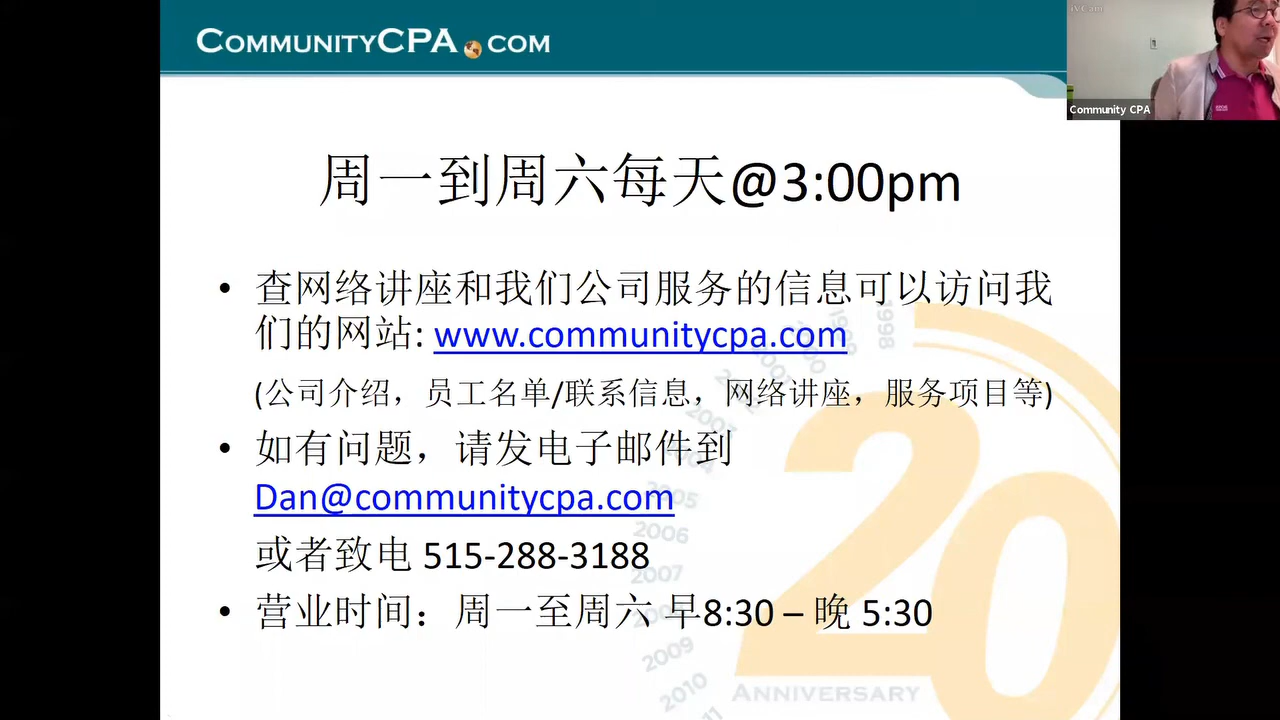 COMMUNITYCPA.COM
iVCam
Community CPA
周一到周六每天@3:00pm
• 查网络讲座和我们公司服务的信息可以访问我
们的网站: www.communitycpa.com
(公司介绍，员工名单/联系信息，网络讲座，服务项目等)
• 如有问题，请发电子邮件到
Dan@communitycpa.com
或者致电 515-288-3188
• 营业时间：周一至周六 早8:30 – 晚 5:30
1998
2005
2006
2007
2009
2010
20
ANNIVERSARY